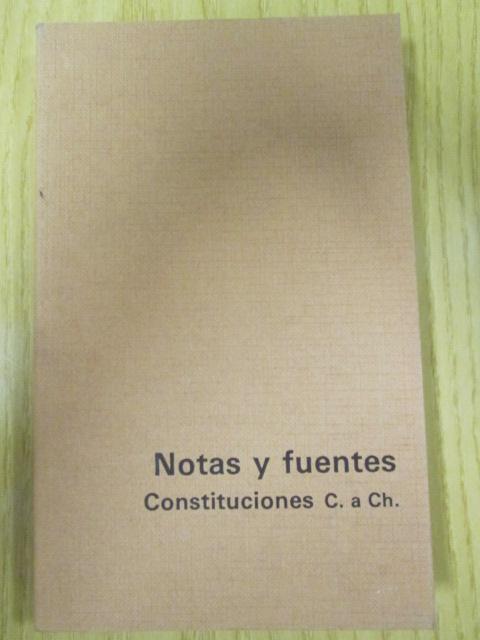 Notas y fuentes
Constituciones C. a Ch.